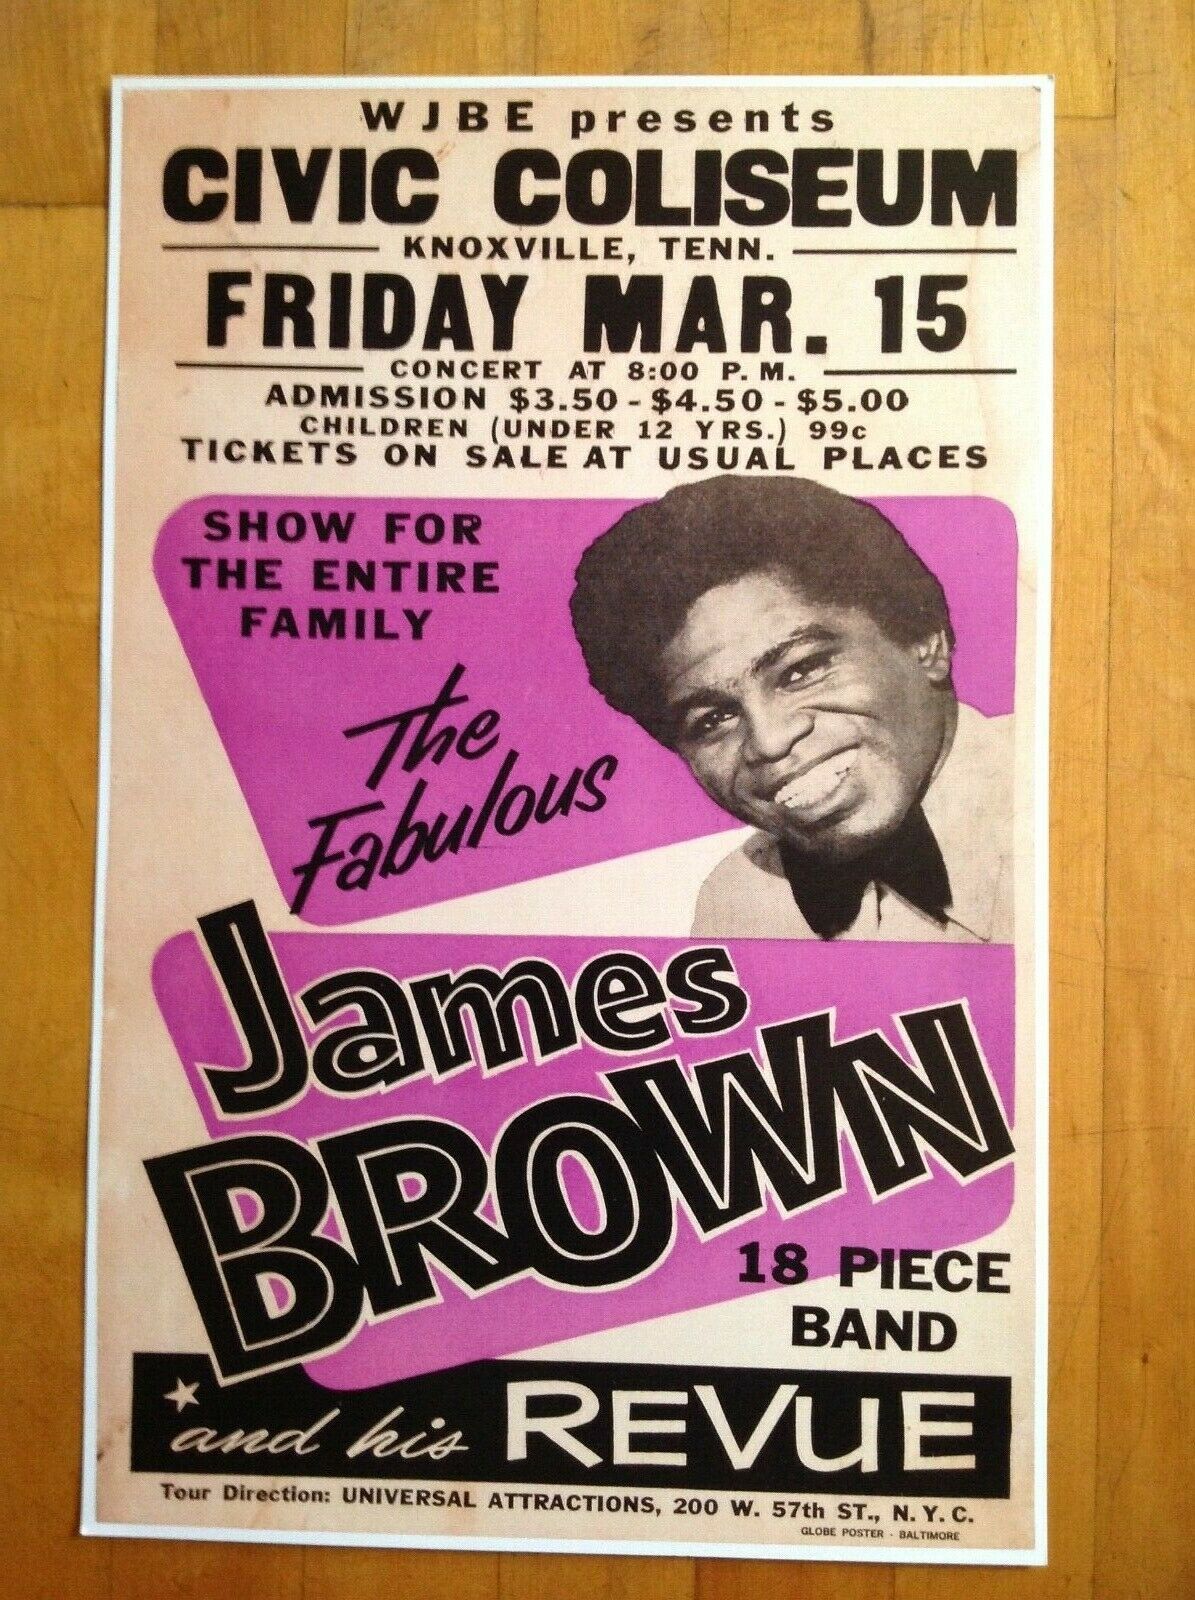 WJBE presents
CIVIC COLISEUM
KNOXVILLE, TENN.
FRIDAY MAR. 15
CONCERT AT 8:00 P.M.
ADMISSION $3.50 - $4.50 - $5.00
CHILDREN (UNDER 12 YRS.) 99c
TICKETS ON SALE AT USUAL PLACES
SHOW FOR
THE ENTIRE
FAMILY
The
Fabulous
James
BROWN
18 PIECE
BAND
and his REVUE
Tour Direction: UNIVERSAL ATTRACTIONS, 200 W. 57th ST., N.Y.C.
GLOBE POSTER - BALTIMORE